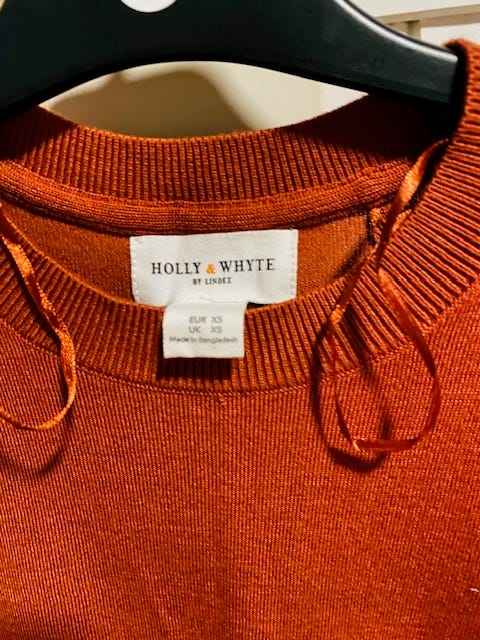 HOLLY & WHYTE
BY LINDEX
EUR XS
UK XS
Made in Bangladesh